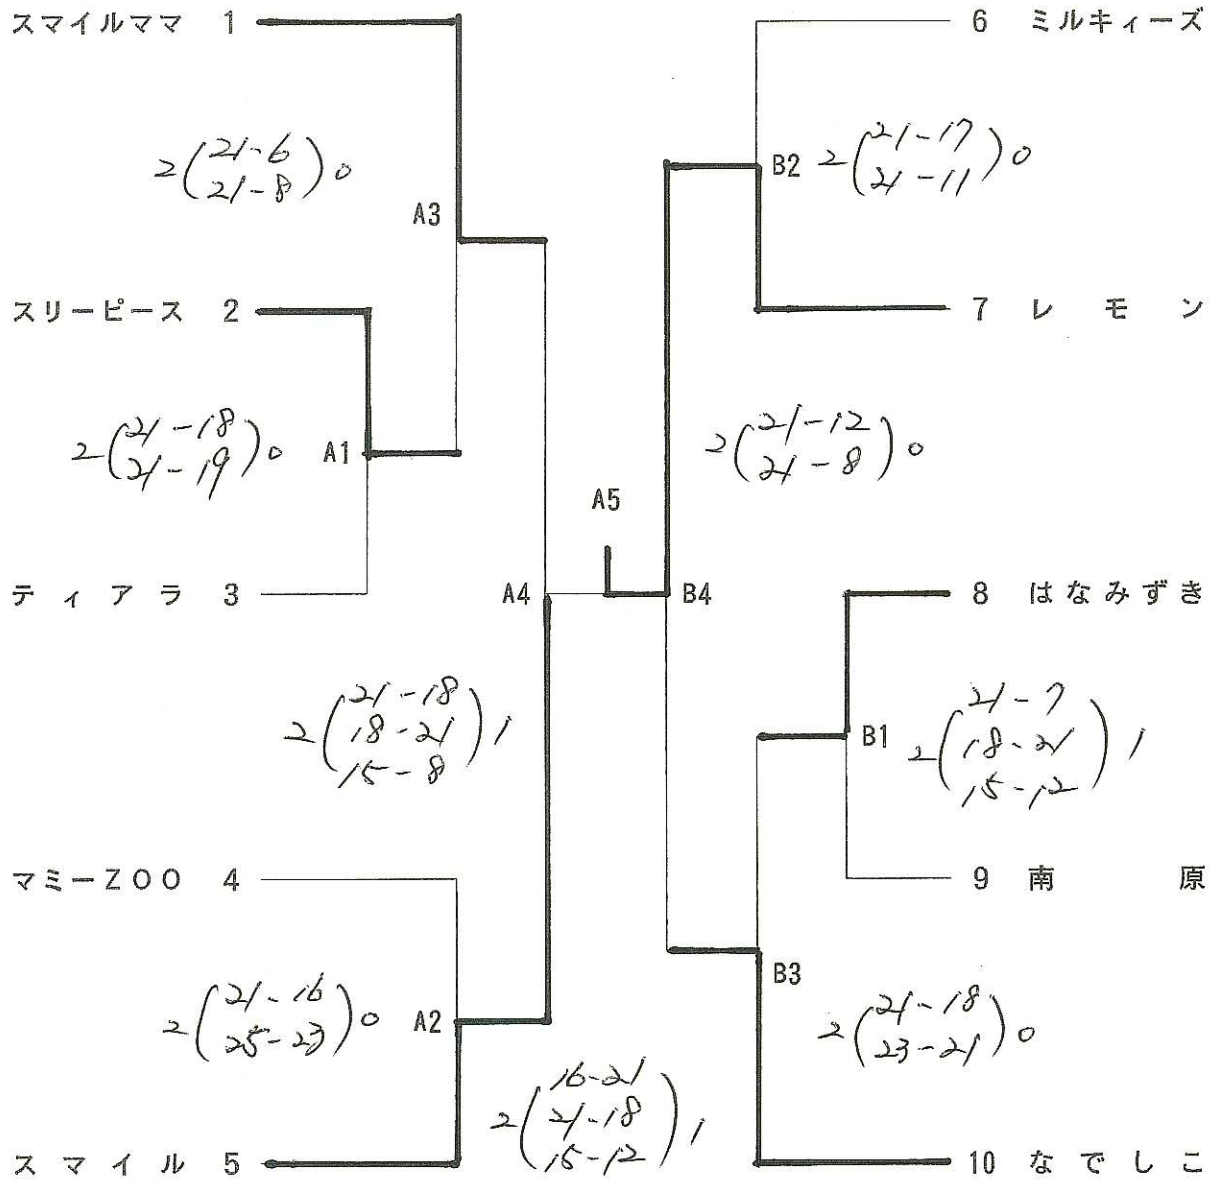 スマイルママ 1
6 ミルキィーズ
2(21-6 21-8)0
A3
B2 2(21-17 21-11)0
スリーピース 2
7 レモン
2(21-18 21-19)0 A1
2(21-12 21-8)0
A5
ティアラ 3
A4
B4
8 はなみずき
2(21-18 18-21 15-8)1
B1 2(21-7 18-21 15-12)1
マミーZOO 4
9 南原
2(21-16 25-23)0 A2
B3
2(21-18 23-21)0
2(16-21 21-18 15-12)1
スマイル 5
10 なでしこ